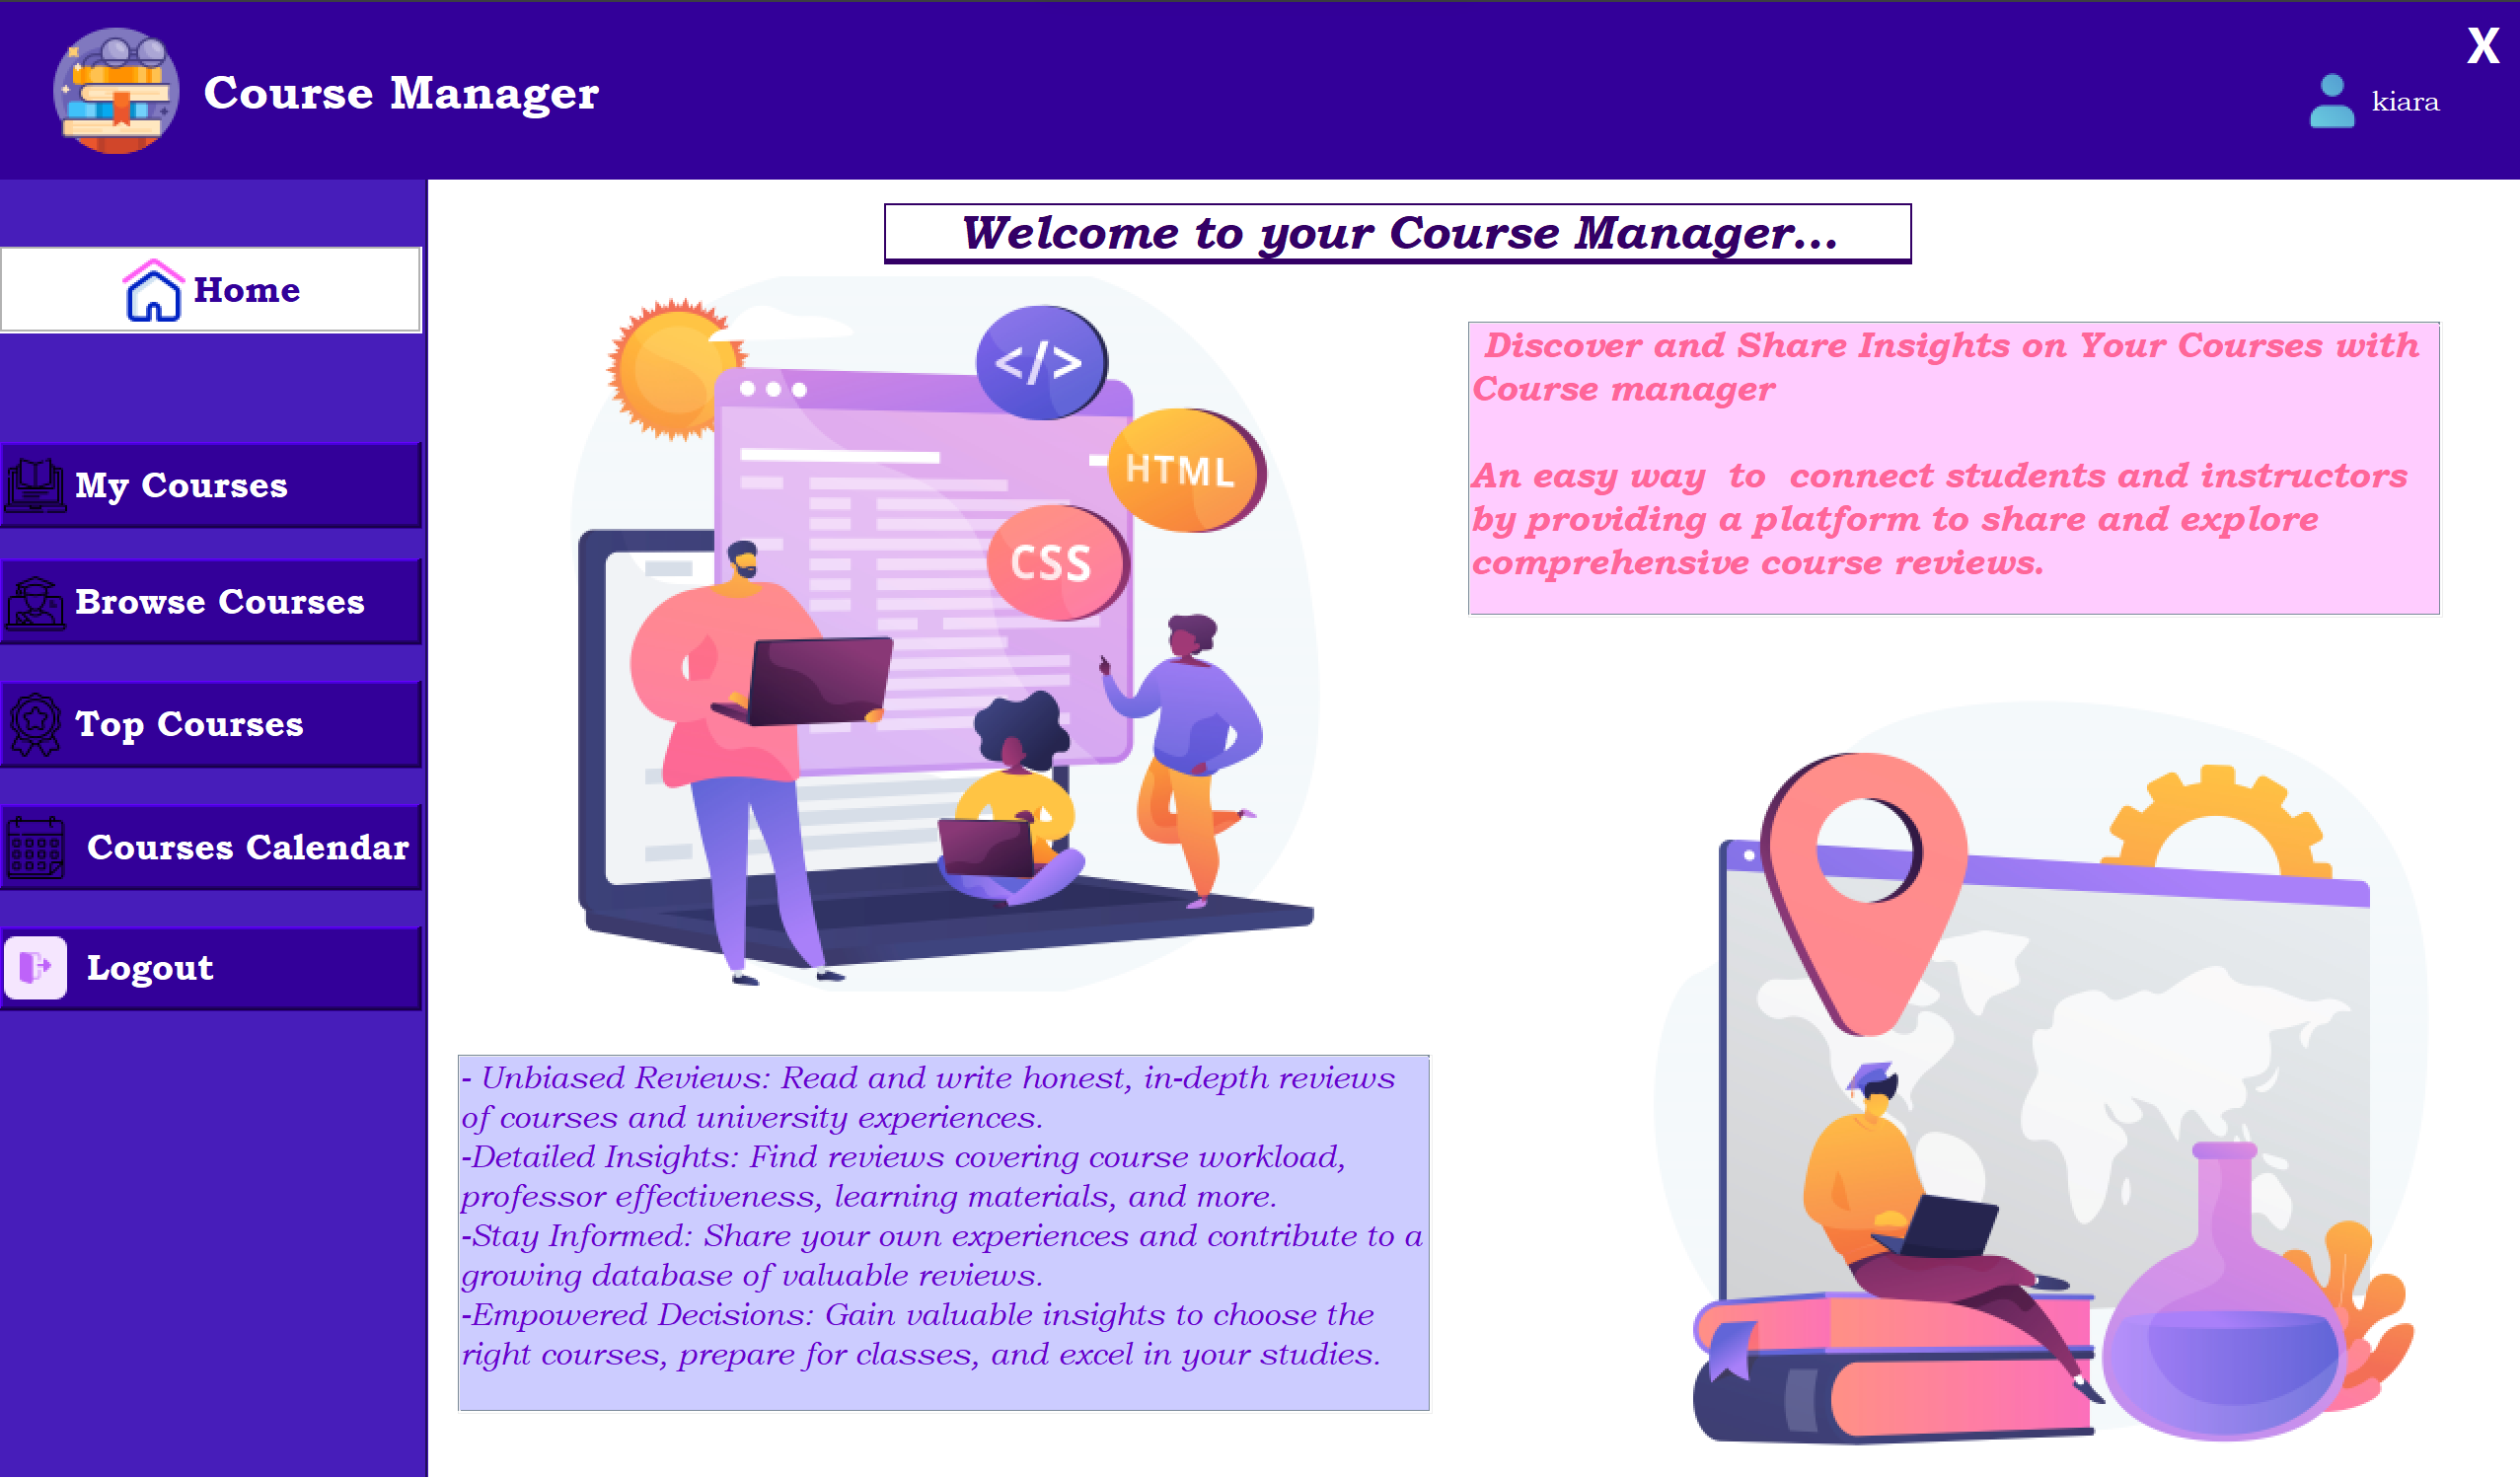 X
Course Manager
kiara
Welcome to your Course Manager...
Home
My Courses
Browse Courses
Top Courses
Courses Calendar
Logout
</>
HTML
CSS
Discover and Share Insights on Your Courses with
Course manager
An easy way to connect students and instructors
by providing a platform to share and explore
comprehensive course reviews.
- Unbiased Reviews: Read and write honest, in-depth reviews
of courses and university experiences.
-Detailed Insights: Find reviews covering course workload,
professor effectiveness, learning materials, and more.
-Stay Informed: Share your own experiences and contribute to a
growing database of valuable reviews.
-Empowered Decisions: Gain valuable insights to choose the
right courses, prepare for classes, and excel in your studies.